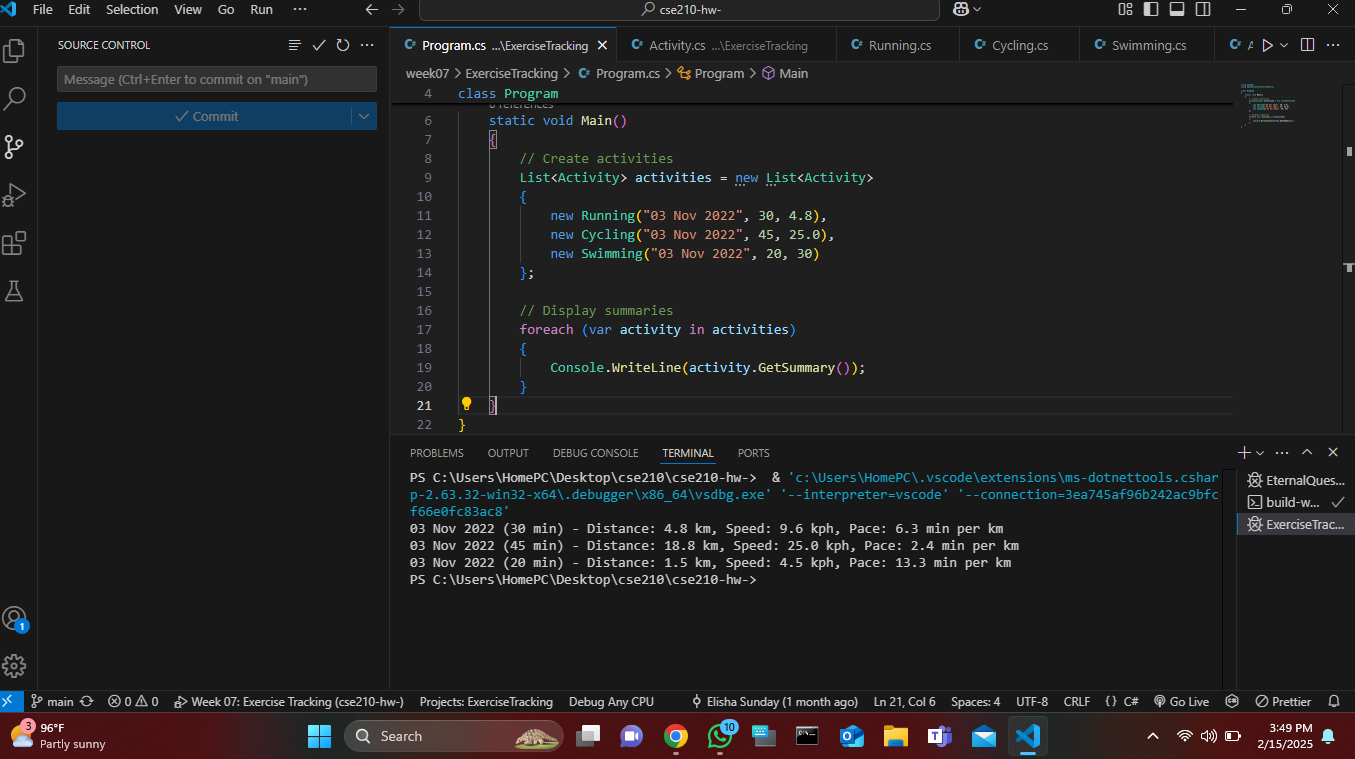 File Edit Selection View Go Run ··· cse210-hw-
SOURCE CONTROL
Message (Ctrl+Enter to commit on "main")
Commit
Program.cs ...\ExerciseTracking Activity.cs ...\ExerciseTracking Running.cs Cycling.cs Swimming.cs
week07 > ExerciseTracking > Program.cs > Program > Main
4 class Program
0 references
6 static void Main()
7 {
8 // Create activities
9 List<Activity> activities = new List<Activity>
10 {
11 new Running("03 Nov 2022", 30, 4.8),
12 new Cycling("03 Nov 2022", 45, 25.0),
13 new Swimming("03 Nov 2022", 20, 30)
14 };
15
16 // Display summaries
17 foreach (var activity in activities)
18 {
19 Console.WriteLine(activity.GetSummary());
20 }
21 }
22 }
PROBLEMS OUTPUT DEBUG CONSOLE TERMINAL PORTS
PS C:\Users\HomePC\Desktop\cse210\cse210-hw-> & 'c:\Users\HomePC\.vscode\extensions\ms-dotnettools.cshar
p-2.63.32-win32-x64\.debugger\x86_64\vsdbg.exe' '--interpreter=vscode' '--connection=3ea745af96b242ac9bfc
f66e0fc83ac8'
03 Nov 2022 (30 min) - Distance: 4.8 km, Speed: 9.6 kph, Pace: 6.3 min per km
03 Nov 2022 (45 min) - Distance: 18.8 km, Speed: 25.0 kph, Pace: 2.4 min per km
03 Nov 2022 (20 min) - Distance: 1.5 km, Speed: 4.5 kph, Pace: 13.3 min per km
PS C:\Users\HomePC\Desktop\cse210\cse210-hw->
EternalQues...
build-w...
ExerciseTrac...
1
main 0 0 Week 07: Exercise Tracking (cse210-hw-) Projects: ExerciseTracking Debug Any CPU Elisha Sunday (1 month ago) Ln 21, Col 6 Spaces: 4 UTF-8 CRLF {} C# Go Live Prettier
3
96°F
Partly sunny
Search
10
3:49 PM
2/15/2025